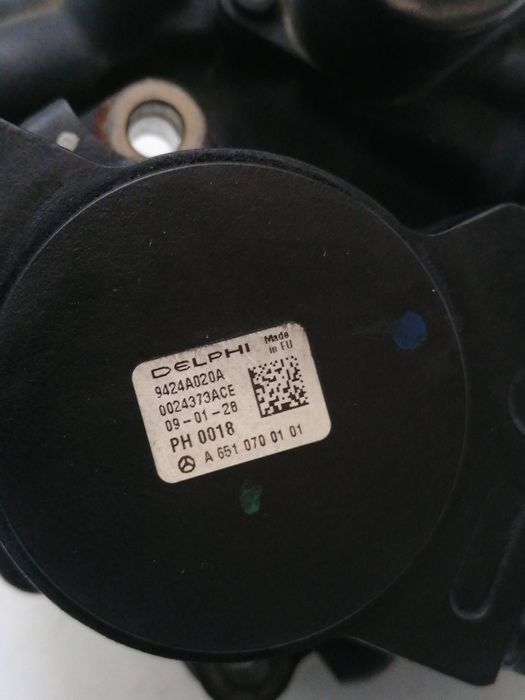 DELPHI
Made
in EU
9424A020A
0024373ACE
09-01-28
PH 0018
A 651 070 01 01